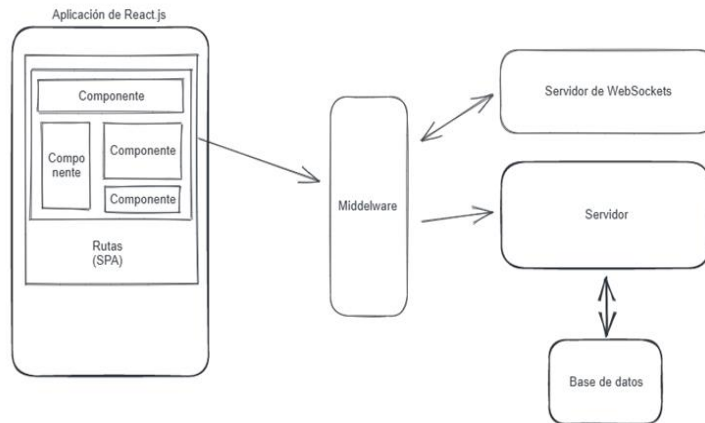 Aplicación de React.js
Componente
Compo
nente
Componente
Componente
Rutas
(SPA)
Middelware
Servidor de WebSockets
Servidor
Base de datos